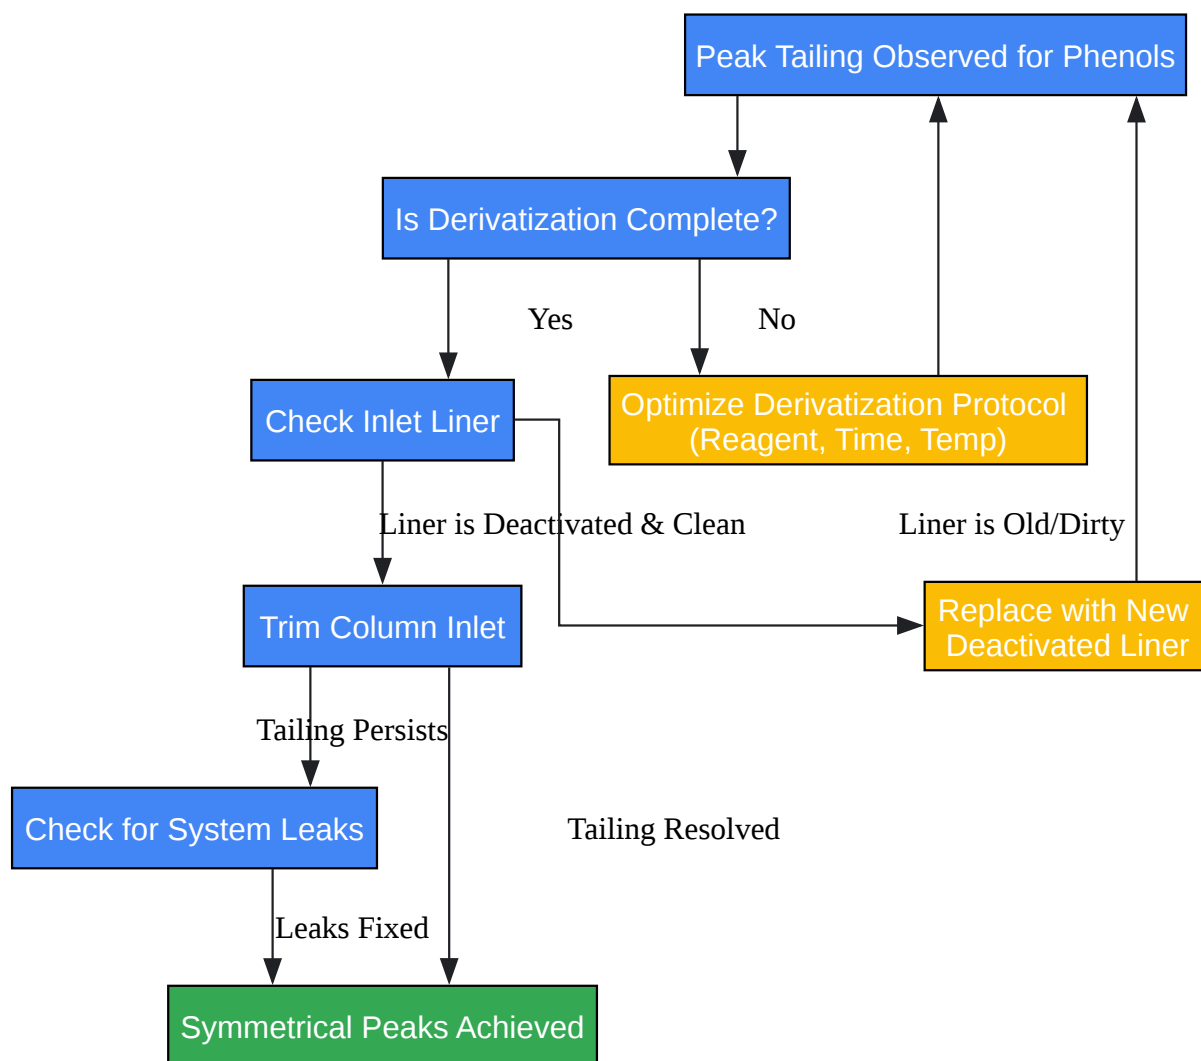 Peak Tailing Observed for Phenols
Is Derivatization Complete?
Yes
No
Check Inlet Liner
Optimize Derivatization Protocol
(Reagent, Time, Temp)
Liner is Deactivated & Clean
Liner is Old/Dirty
Trim Column Inlet
Replace with New
Deactivated Liner
Tailing Persists
Check for System Leaks
Tailing Resolved
Leaks Fixed
Symmetrical Peaks Achieved